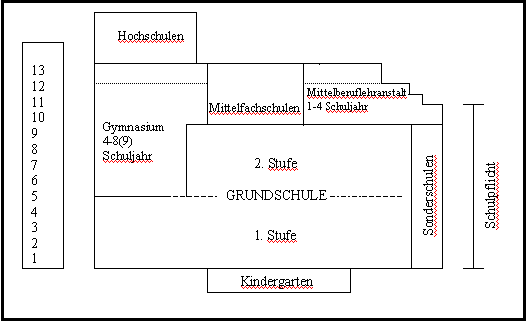 Hochschulen
13
12
11
10
9
8
7
6
5
4
3
2
1
Mittelfachschulen
Mittelberuflehranstalt
1-4 Schuljahr
Gymnasium
4-8(9)
Schuljahr
2. Stufe
GRUNDSCHULE
1. Stufe
Sonderschulen
Schulpflicht
Kindergarten